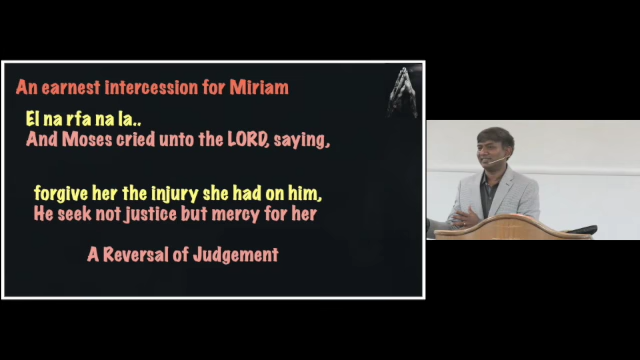 An earnest intercession for Miriam
El na rfa na la..
And Moses cried unto the LORD, saying,
forgive her the injury she had on him,
He seek not justice but mercy for her
A Reversal of Judgement